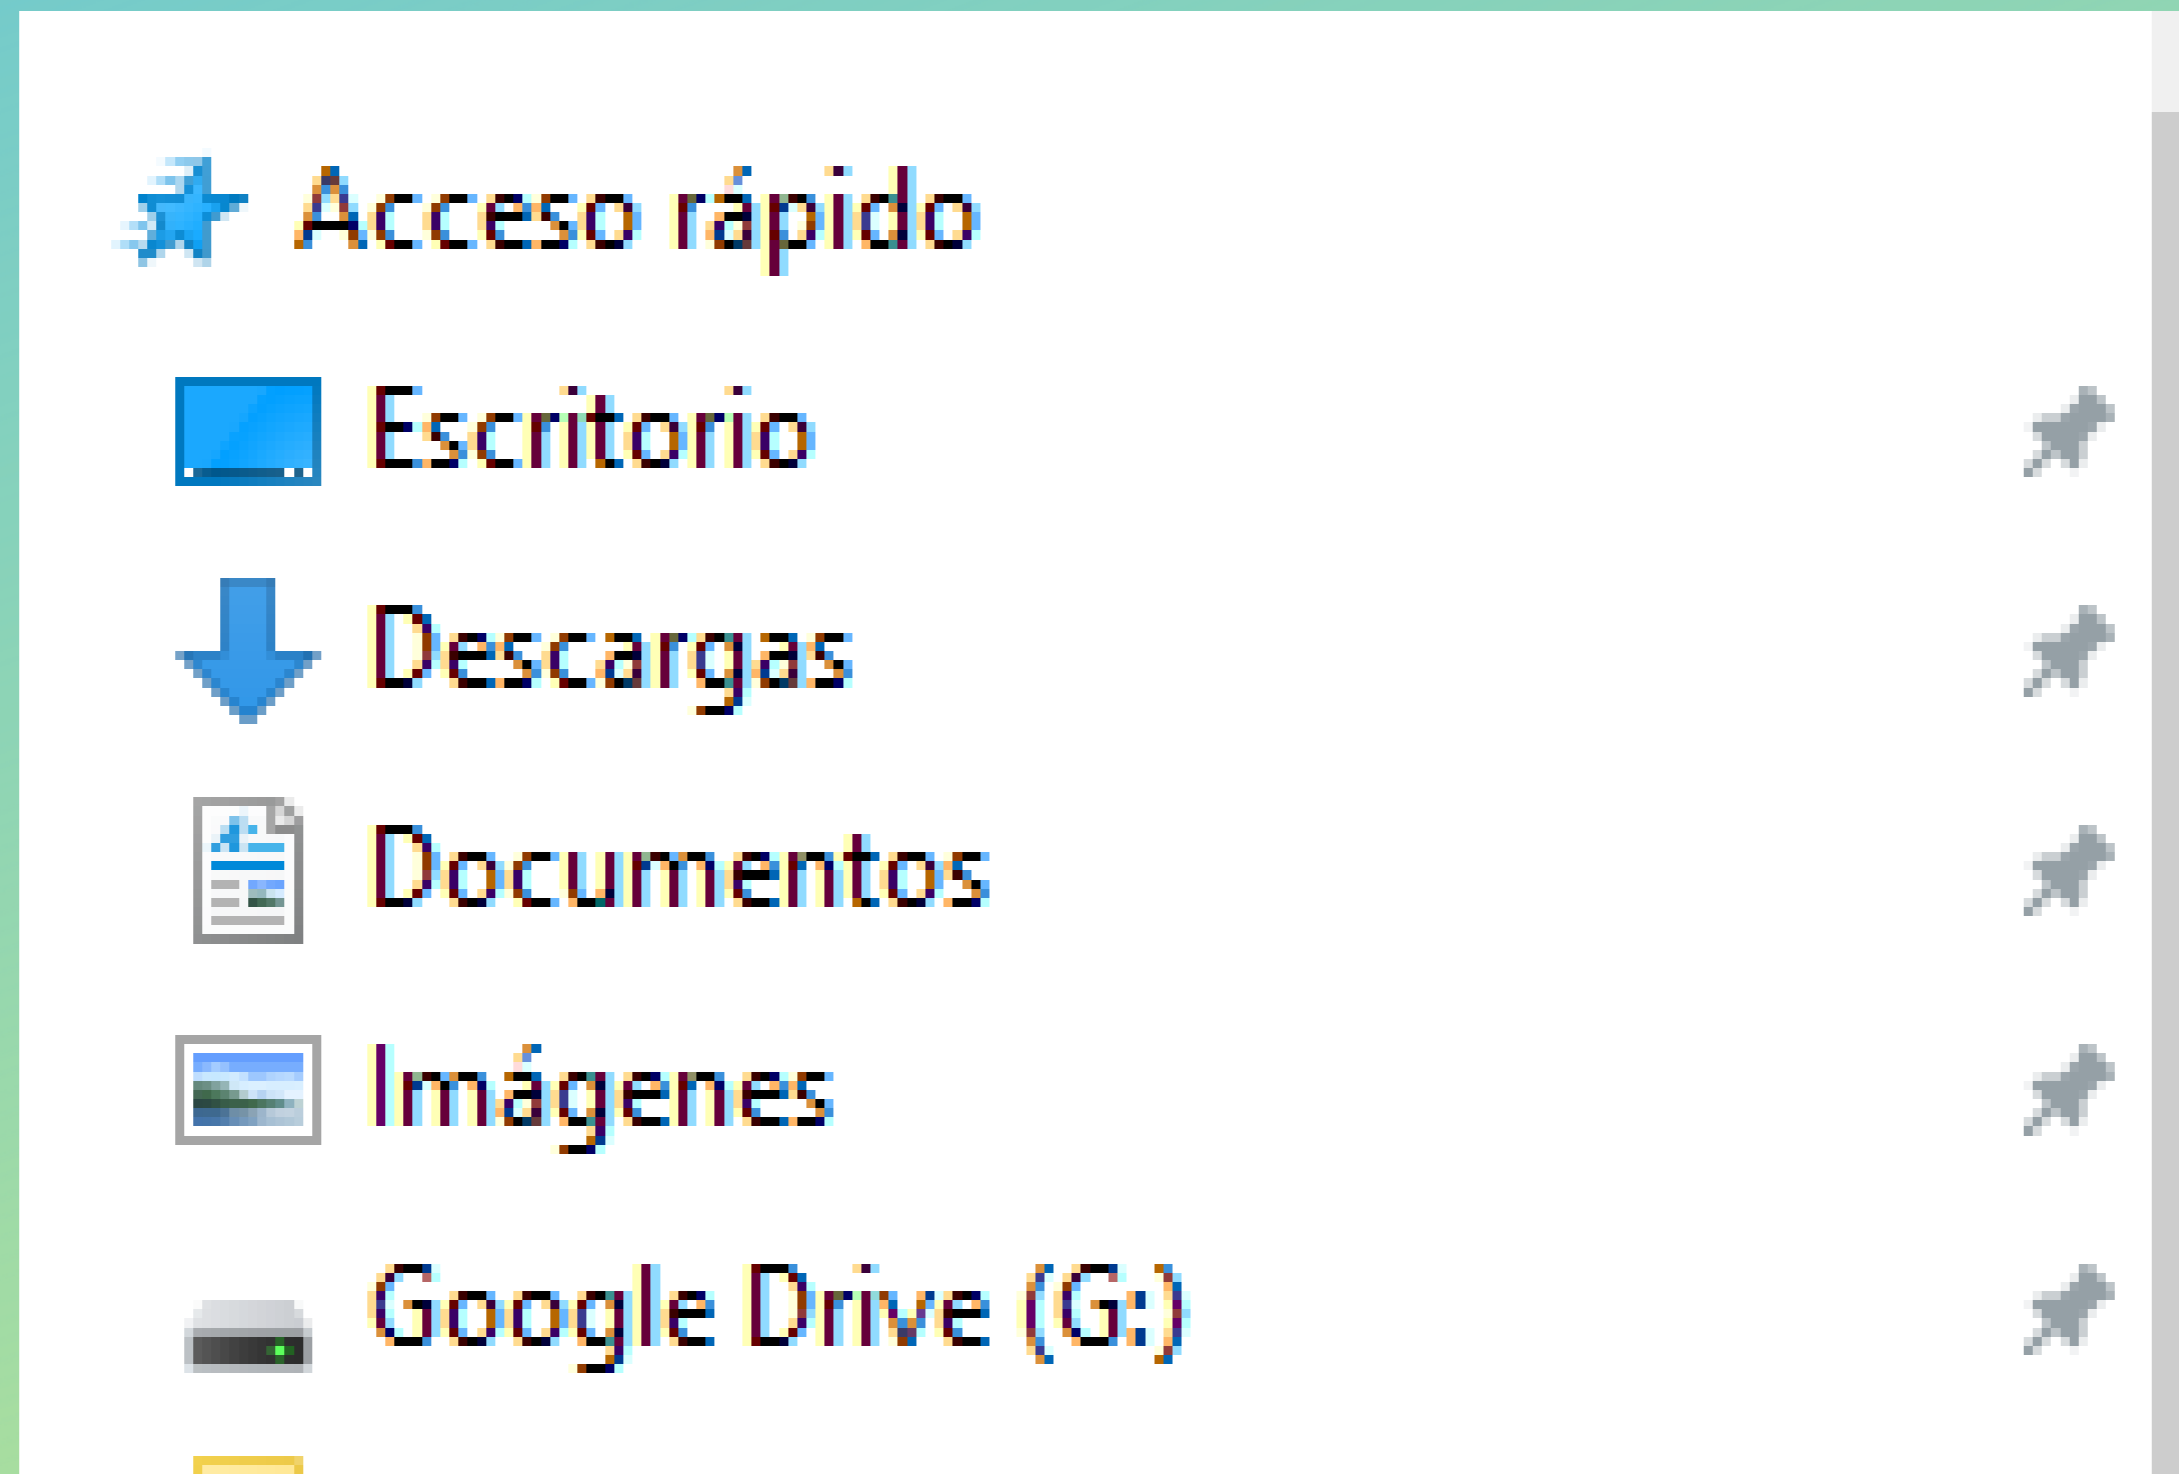 Acceso rápido
Escritorio
Descargas
Documentos
Imágenes
Google Drive (G:)